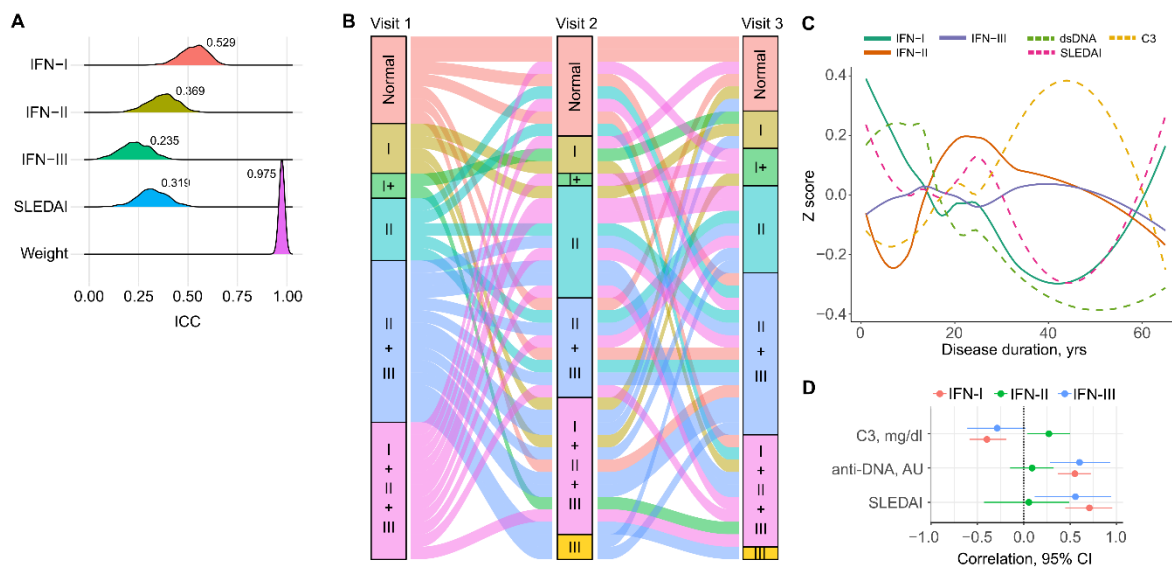 A
IFN-I
0.529
IFN-II
0.369
IFN-III
0.235
SLEDAI
0.319
Weight
0.975
0.00 0.25 0.50 0.75 1.00
ICC
B
Visit 1 Visit 2 Visit 3
Normal
I
I+
II
II + III
I + II + III
Normal
I
I+
II
II + III
I + II + III
III
Normal
I
I+
II
II + III
I + II + III
III
C
IFN-I IFN-III dsDNA C3
IFN-II SLEDAI
Z score
0.4
0.2
0.0
-0.2
-0.4
0 20 40 60
Disease duration, yrs
D
IFN-I IFN-II IFN-III
C3, mg/dl
anti-DNA, AU
SLEDAI
-1.0 -0.5 0.0 0.5 1.0
Correlation, 95% CI